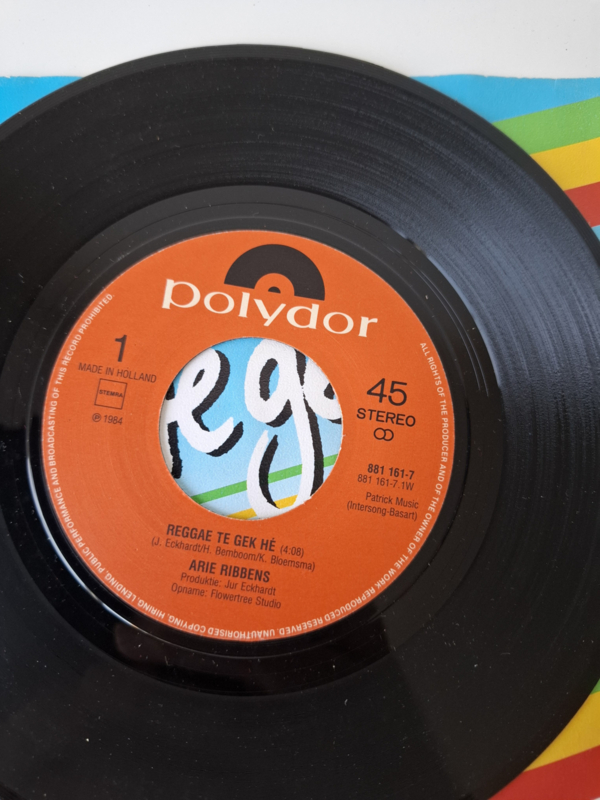 polydor
1
MADE IN HOLLAND
STEMRA
℗ 1984
45
STEREO
881 161-7
881 161-7.1W
Patrick Music
(Intersong-Basart)
REGGAE TE GEK HÉ (4:08)
(J. Eckhardt/H. Bemboom/K. Bloemsma)
ARIE RIBBENS
Produktie: Jur Eckhardt
Opname: Flowertree Studio
ALL RIGHTS OF THE PRODUCER AND OF THE OWNER OF THE WORK REPRODUCED RESERVED. UNAUTHORISED COPYING, HIRING, LENDING, PUBLIC PERFORMANCE AND BROADCASTING OF THIS RECORD PROHIBITED.